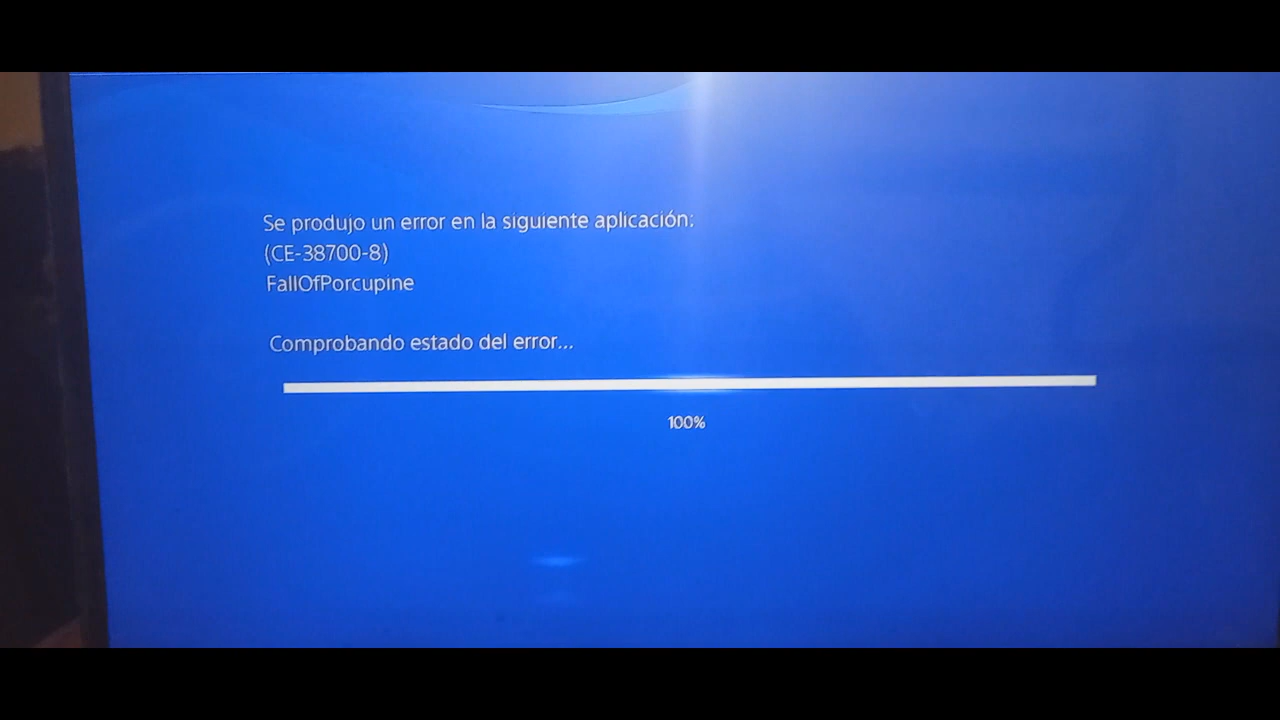 Se produjo un error en la siguiente aplicación:
(CE-38700-8)
FallOfPorcupine
Comprobando estado del error...
100%